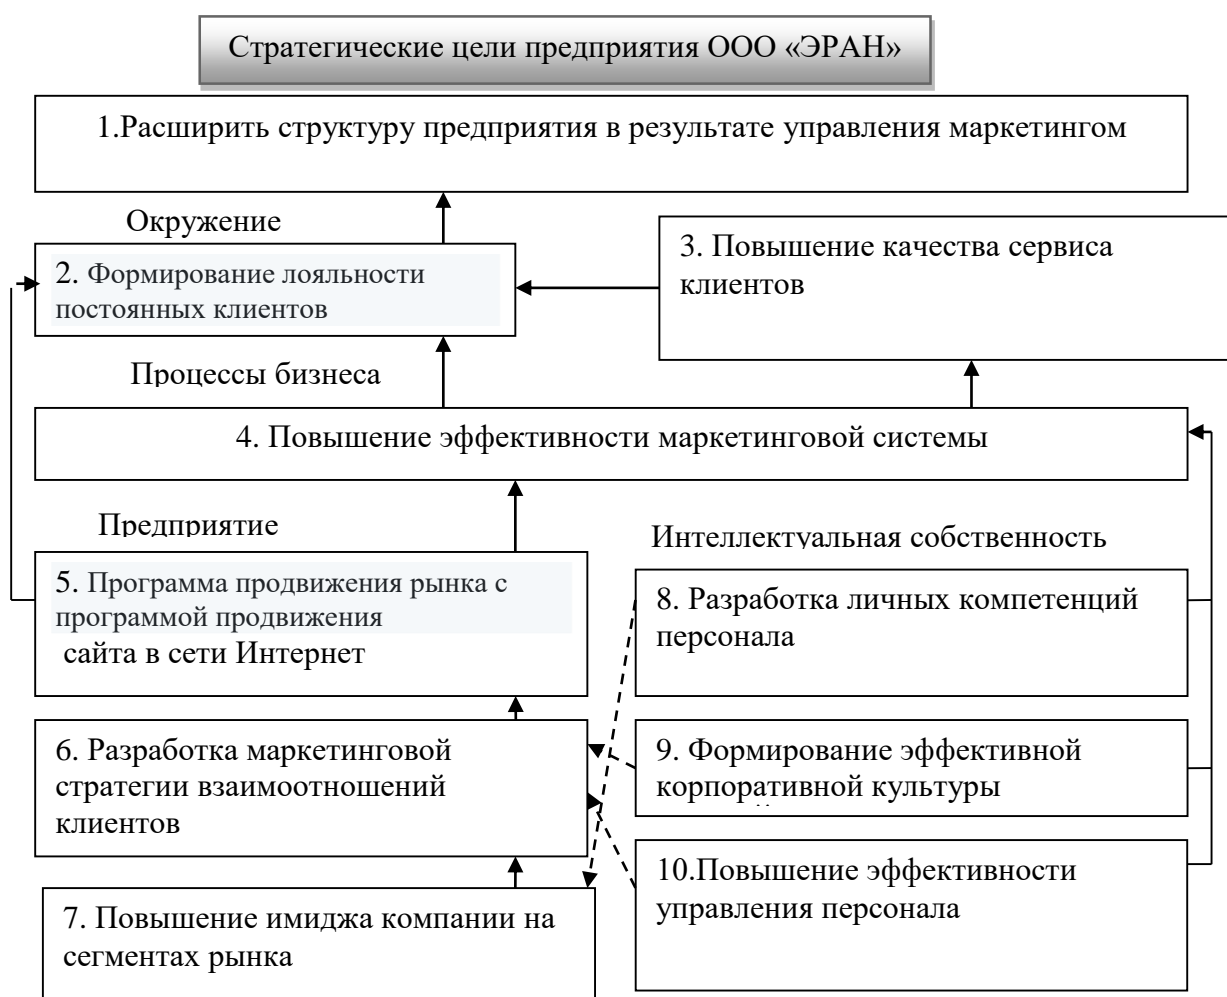 Стратегические цели предприятия ООО «ЭРАН»
1.Расширить структуру предприятия в результате управления маркетингом
Окружение
2. Формирование лояльности
постоянных клиентов
3. Повышение качества сервиса
клиентов
Процессы бизнеса
4. Повышение эффективности маркетинговой системы
Предприятие
Интеллектуальная собственность
5. Программа продвижения рынка с
программой продвижения
сайта в сети Интернет
8. Разработка личных компетенций
персонала
6. Разработка маркетинговой
стратегии взаимоотношений
клиентов
9. Формирование эффективной
корпоративной культуры
10.Повышение эффективности
управления персонала
7. Повышение имиджа компании на
сегментах рынка